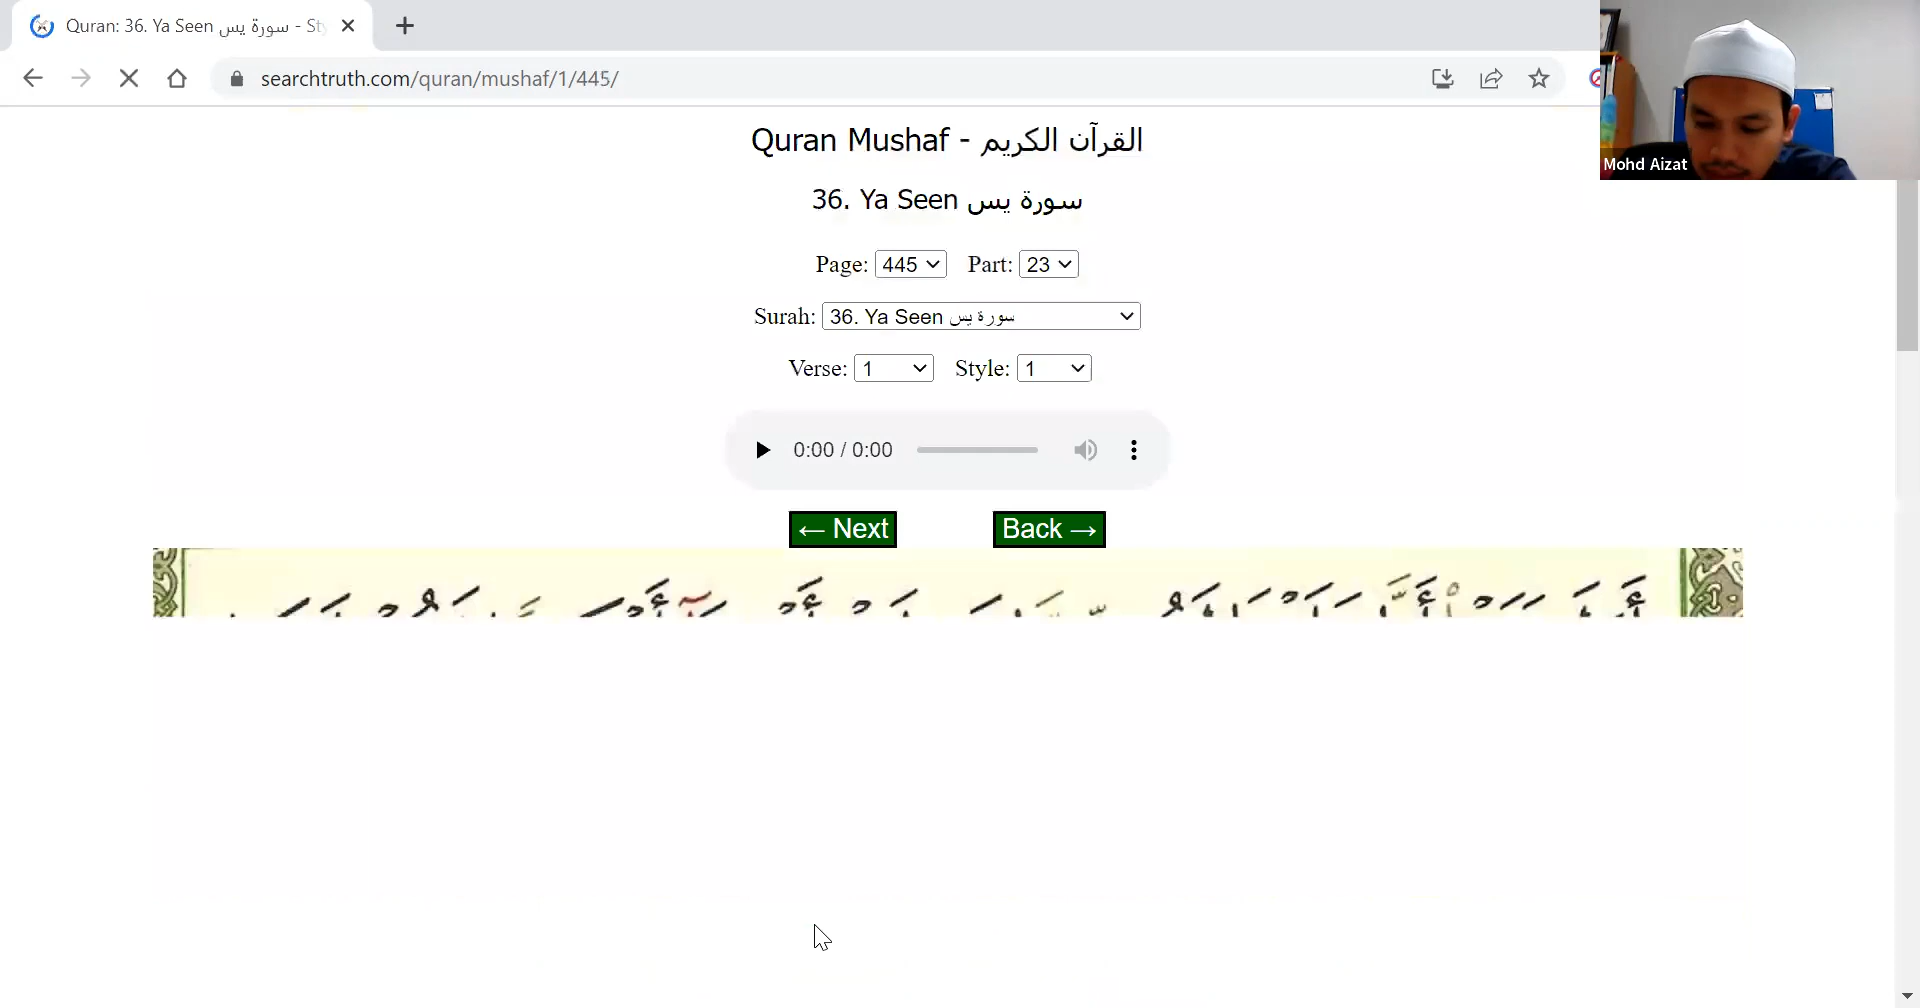 Quran: 36. Ya Seen سورة يس - St
searchtruth.com/quran/mushaf/1/445/
Mohd Aizat
Quran Mushaf - القرآن الكريم
36. Ya Seen سورة يس
Page: 445 Part: 23
Surah: 36. Ya Seen سورة يس
Verse: 1 Style: 1
0:00 / 0:00
← Next Back →